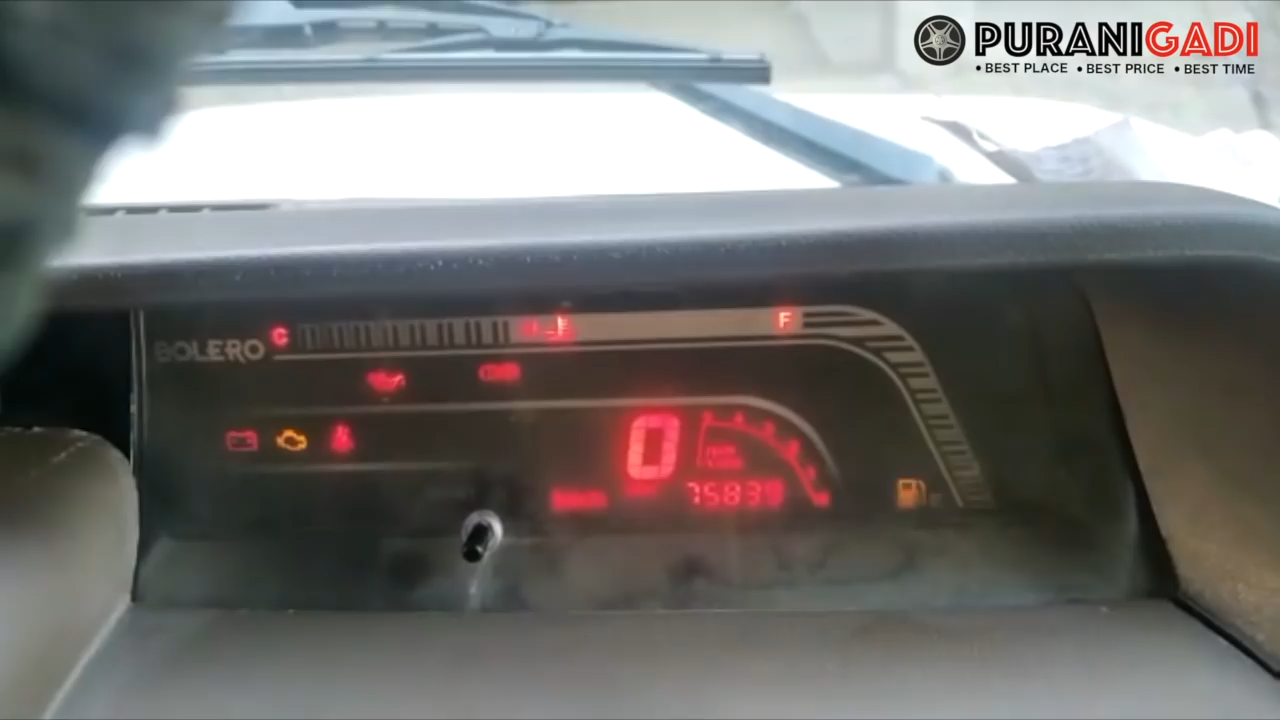 PURANIGADI
• BEST PLACE • BEST PRICE • BEST TIME
BOLERO
C
E
F
0